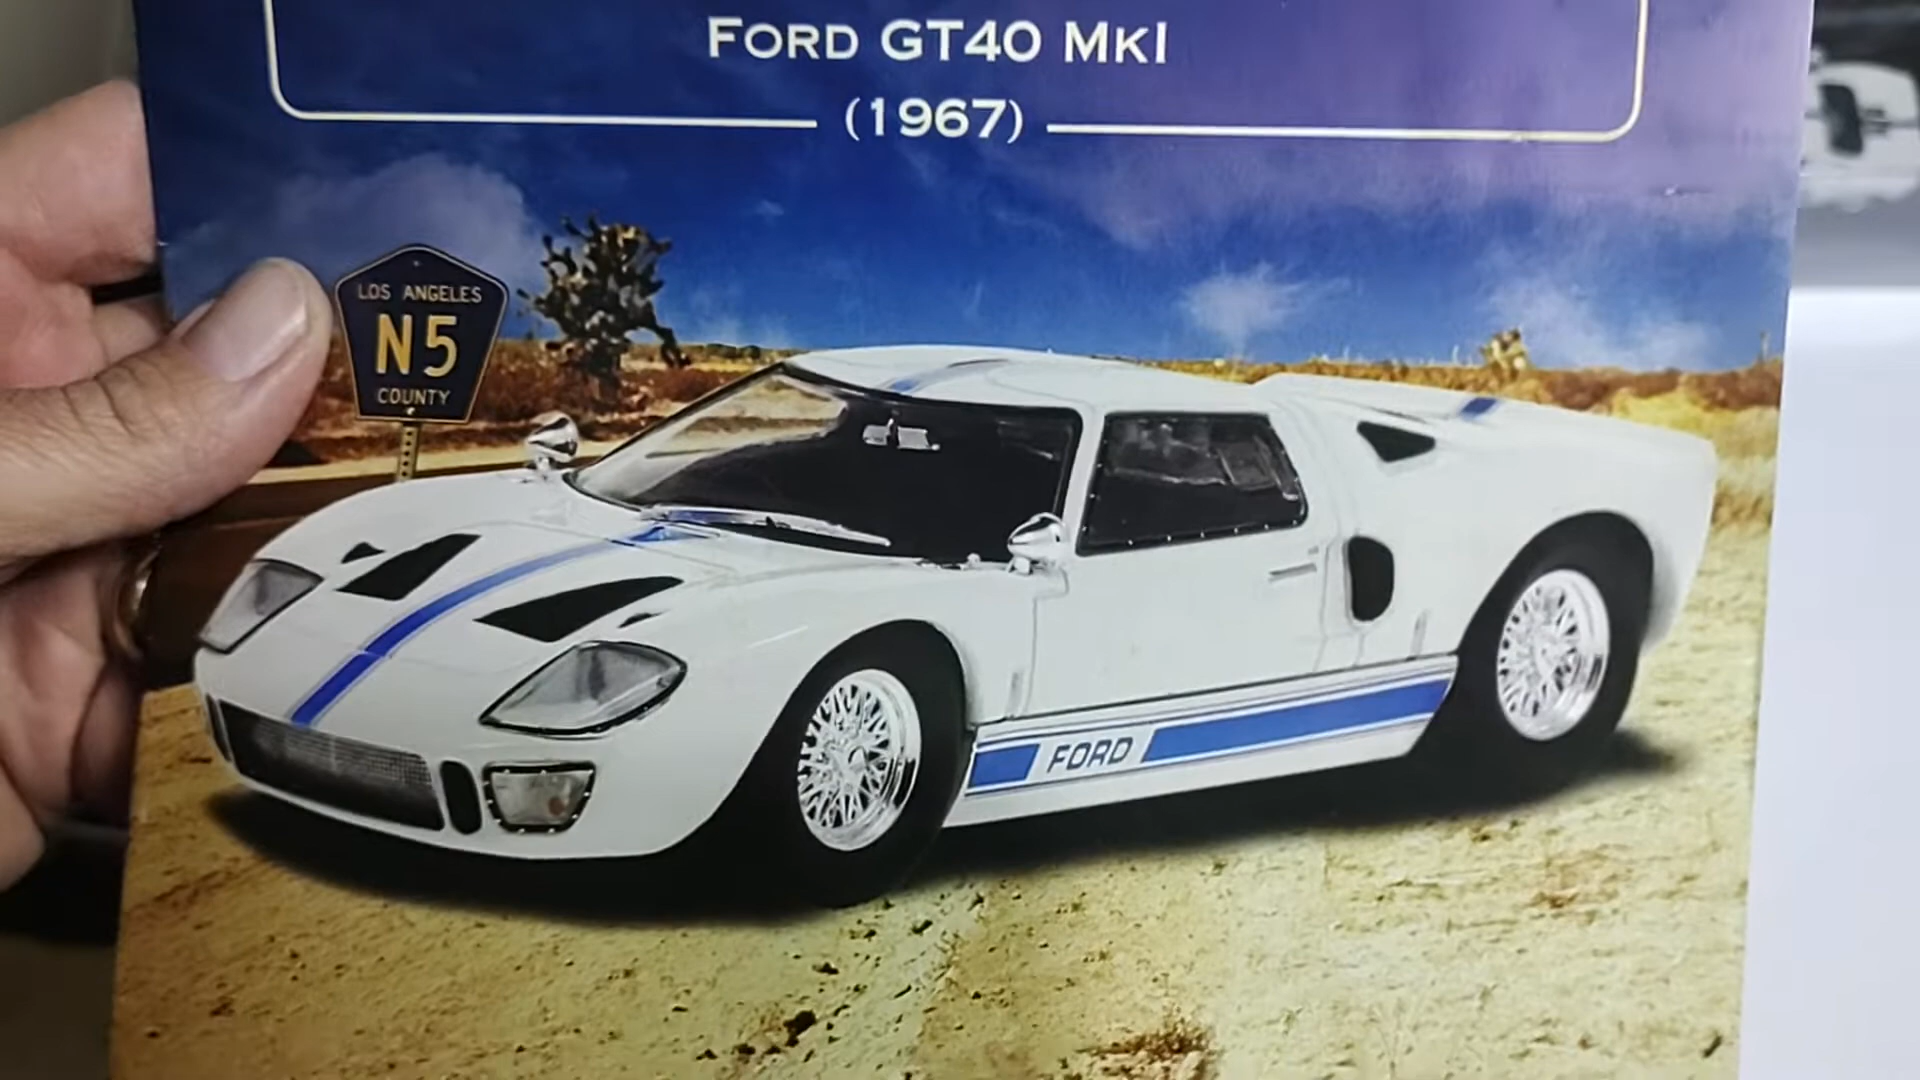 FORD GT40 MKI
(1967)
LOS ANGELES
N5
COUNTY
FORD